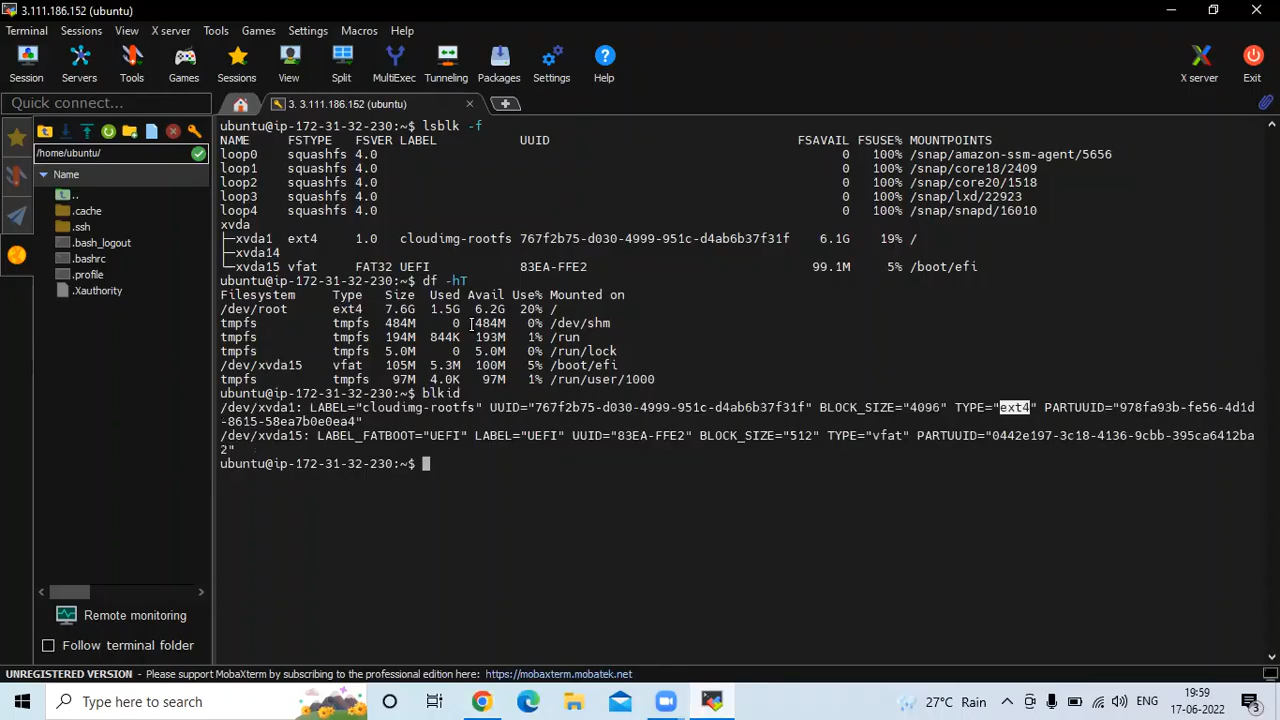 3.111.186.152 (ubuntu)
Terminal Sessions View X server Tools Games Settings Macros Help
Session Servers Tools Games Sessions View Split MultiExec Tunneling Packages Settings Help X server Exit
Quick connect...
3. 3.111.186.152 (ubuntu)
/home/ubuntu/
Name
..
.cache
.ssh
.bash_logout
.bashrc
.profile
.Xauthority
Remote monitoring
Follow terminal folder
ubuntu@ip-172-31-32-230:~$ lsblk -f
NAME FSTYPE FSVER LABEL UUID FSAVAIL FSUSE% MOUNTPOINTS
loop0 squashfs 4.0 0 100% /snap/amazon-ssm-agent/5656
loop1 squashfs 4.0 0 100% /snap/core18/2409
loop2 squashfs 4.0 0 100% /snap/core20/1518
loop3 squashfs 4.0 0 100% /snap/lxd/22923
loop4 squashfs 4.0 0 100% /snap/snapd/16010
xvda
├─xvda1 ext4 1.0 cloudimg-rootfs 767f2b75-d030-4999-951c-d4ab6b37f31f 6.1G 19% /
├─xvda14
└─xvda15 vfat FAT32 UEFI 83EA-FFE2 99.1M 5% /boot/efi
ubuntu@ip-172-31-32-230:~$ df -hT
Filesystem Type Size Used Avail Use% Mounted on
/dev/root ext4 7.6G 1.5G 6.2G 20% /
tmpfs tmpfs 484M 0 484M 0% /dev/shm
tmpfs tmpfs 194M 844K 193M 1% /run
tmpfs tmpfs 5.0M 0 5.0M 0% /run/lock
/dev/xvda15 vfat 105M 5.3M 100M 5% /boot/efi
tmpfs tmpfs 97M 4.0K 97M 1% /run/user/1000
ubuntu@ip-172-31-32-230:~$ blkid
/dev/xvda1: LABEL="cloudimg-rootfs" UUID="767f2b75-d030-4999-951c-d4ab6b37f31f" BLOCK_SIZE="4096" TYPE="ext4" PARTUUID="978fa93b-fe56-4d1d
-8615-58ea7b0e0ea4"
/dev/xvda15: LABEL_FATBOOT="UEFI" LABEL="UEFI" UUID="83EA-FFE2" BLOCK_SIZE="512" TYPE="vfat" PARTUUID="0442e197-3c18-4136-9cbb-395ca6412ba
2"
ubuntu@ip-172-31-32-230:~$
UNREGISTERED VERSION - Please support MobaXterm by subscribing to the professional edition here: https://mobaxterm.mobatek.net
Type here to search
27°C Rain
ENG
19:59
17-06-2022
3